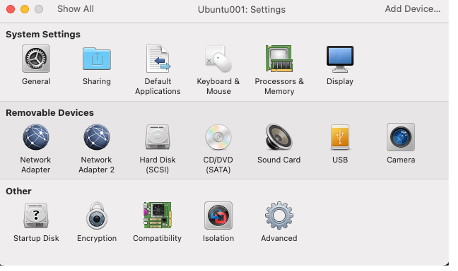 Show All Ubuntu001: Settings Add Device...
System Settings
General Sharing Default Applications Keyboard & Mouse Processors & Memory Display
Removable Devices
Network Adapter Network Adapter 2 Hard Disk (SCSI) CD/DVD (SATA) Sound Card USB Camera
Other
Startup Disk Encryption Compatibility Isolation Advanced